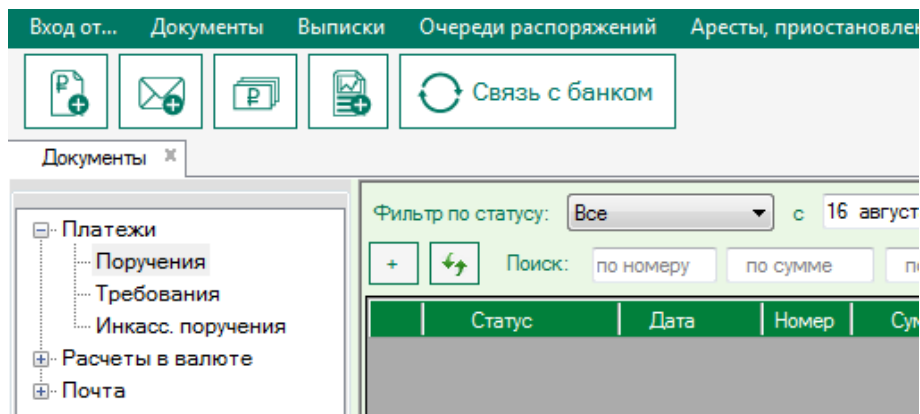 Вход от... Документы Выписки Очереди распоряжений Аресты, приостановлен
Связь с банком
Документы
Фильтр по статусу: Все с 16 август
Платежи
Поручения
Требования
Инкасс. поручения
Расчеты в валюте
Почта
+ Поиск: по номеру по сумме
Статус Дата Номер Сум